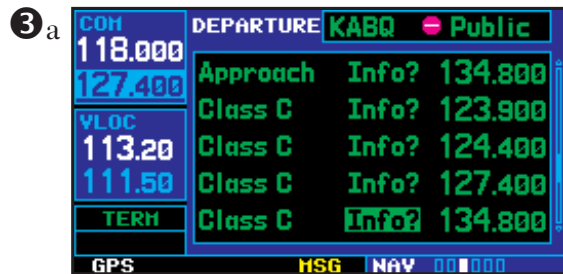 ❸a
COM
118.000
127.400
VLOC
113.20
111.50
TERM
DEPARTURE KABQ Public
Approach Info? 134.800
Class C Info? 123.900
Class C Info? 124.400
Class C Info? 127.400
Class C Info? 134.800
GPS MSG NAV